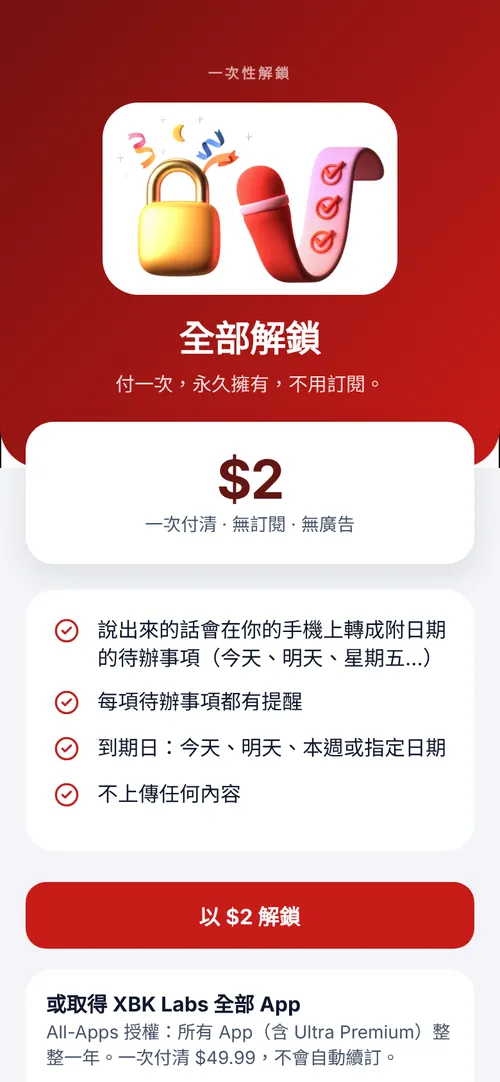 一次性解鎖
全部解鎖
付一次，永久擁有，不用訂閱。
$2
一次付清 · 無訂閱 · 無廣告
說出來的話會在你的手機上轉成附日期
的待辦事項（今天、明天、星期五…）
每項待辦事項都有提醒
到期日：今天、明天、本週或指定日期
不上傳任何內容
以 $2 解鎖
或取得 XBK Labs 全部 App
All-Apps 授權：所有 App（含 Ultra Premium）整
整一年。一次付清 $49.99，不會自動續訂。